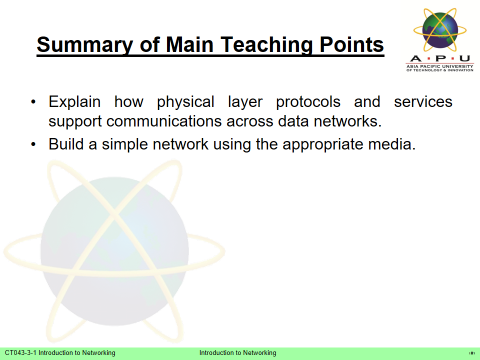 Summary of Main Teaching Points
A • P • U
ASIA PACIFIC UNIVERSITY
OF TECHNOLOGY & INNOVATION
• Explain how physical layer protocols and services
support communications across data networks.
• Build a simple network using the appropriate media.
CT043-3-1 Introduction to Networking Introduction to Networking ‹#›